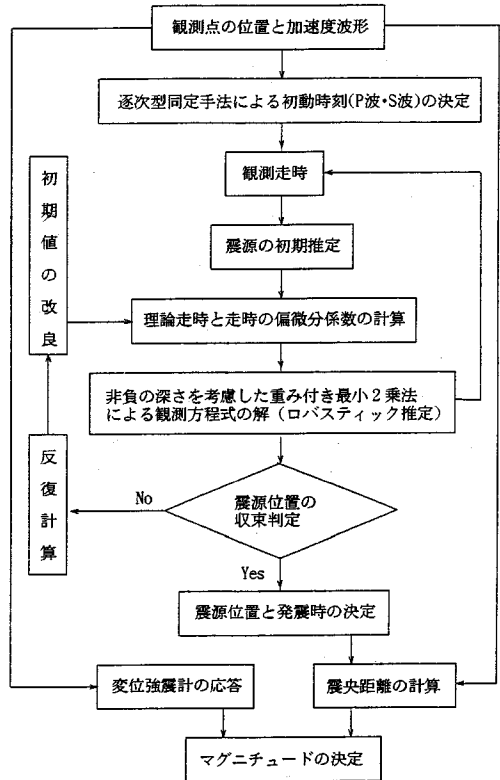 観測点の位置と加速度波形
逐次型同定手法による初動時刻(P波・S波)の決定
観測走時
震源の初期推定
初期値の改良
理論走時と走時の偏微分係数の計算
非負の深さを考慮した重み付き最小２乗法
による観測方程式の解（ロバスティック推定）
反復計算
No
震源位置の
収束判定
Yes
震源位置と発震時の決定
変位強震計の応答
震央距離の計算
マグニチュードの決定